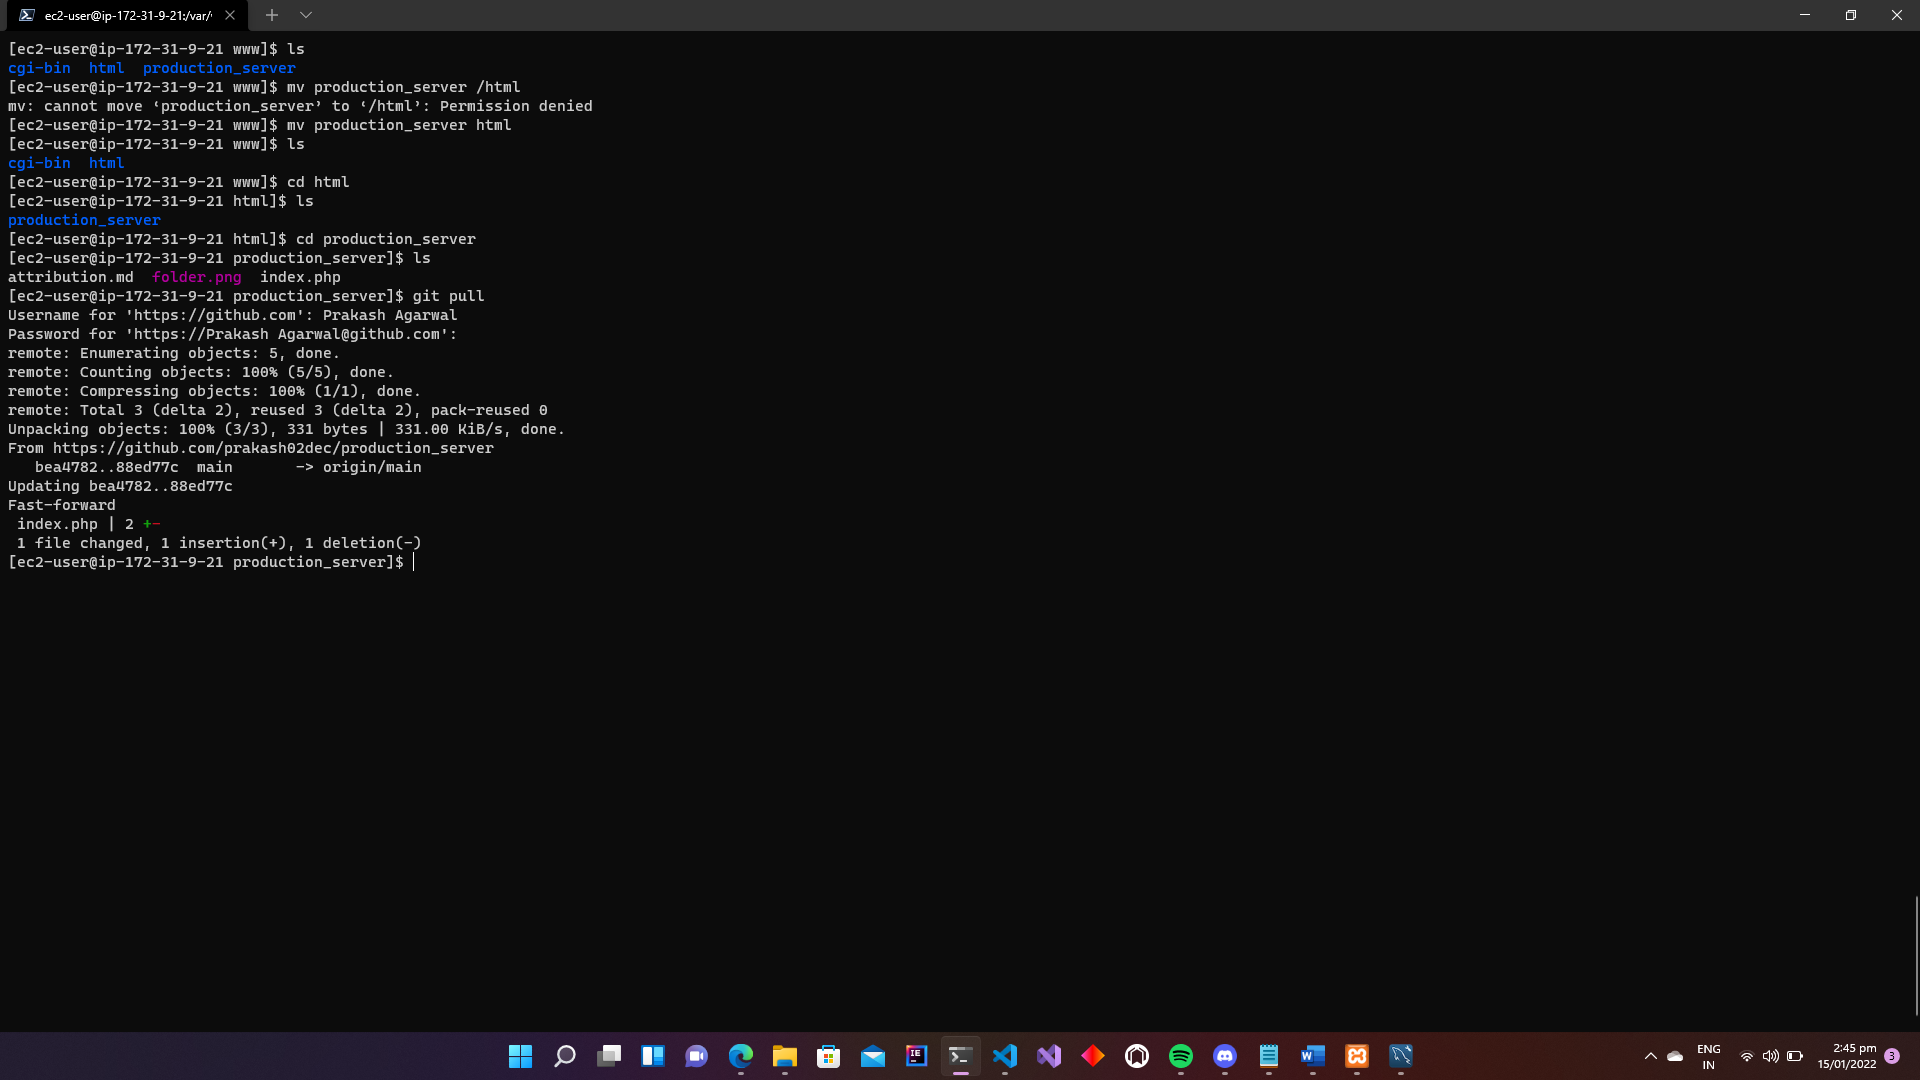 ec2-user@ip-172-31-9-21:/var/
[ec2-user@ip-172-31-9-21 www]$ ls
cgi-bin  html  production_server
[ec2-user@ip-172-31-9-21 www]$ mv production_server /html
mv: cannot move ‘production_server’ to ‘/html’: Permission denied
[ec2-user@ip-172-31-9-21 www]$ mv production_server html
[ec2-user@ip-172-31-9-21 www]$ ls
cgi-bin  html
[ec2-user@ip-172-31-9-21 www]$ cd html
[ec2-user@ip-172-31-9-21 html]$ ls
production_server
[ec2-user@ip-172-31-9-21 html]$ cd production_server
[ec2-user@ip-172-31-9-21 production_server]$ ls
attribution.md  folder.png  index.php
[ec2-user@ip-172-31-9-21 production_server]$ git pull
Username for 'https://github.com': Prakash Agarwal
Password for 'https://Prakash Agarwal@github.com':
remote: Enumerating objects: 5, done.
remote: Counting objects: 100% (5/5), done.
remote: Compressing objects: 100% (1/1), done.
remote: Total 3 (delta 2), reused 3 (delta 2), pack-reused 0
Unpacking objects: 100% (3/3), 331 bytes | 331.00 KiB/s, done.
From https://github.com/prakash02dec/production_server
   bea4782..88ed77c  main       -> origin/main
Updating bea4782..88ed77c
Fast-forward
 index.php | 2 +-
 1 file changed, 1 insertion(+), 1 deletion(-)
[ec2-user@ip-172-31-9-21 production_server]$
ENG
IN
2:45 pm
15/01/2022
3